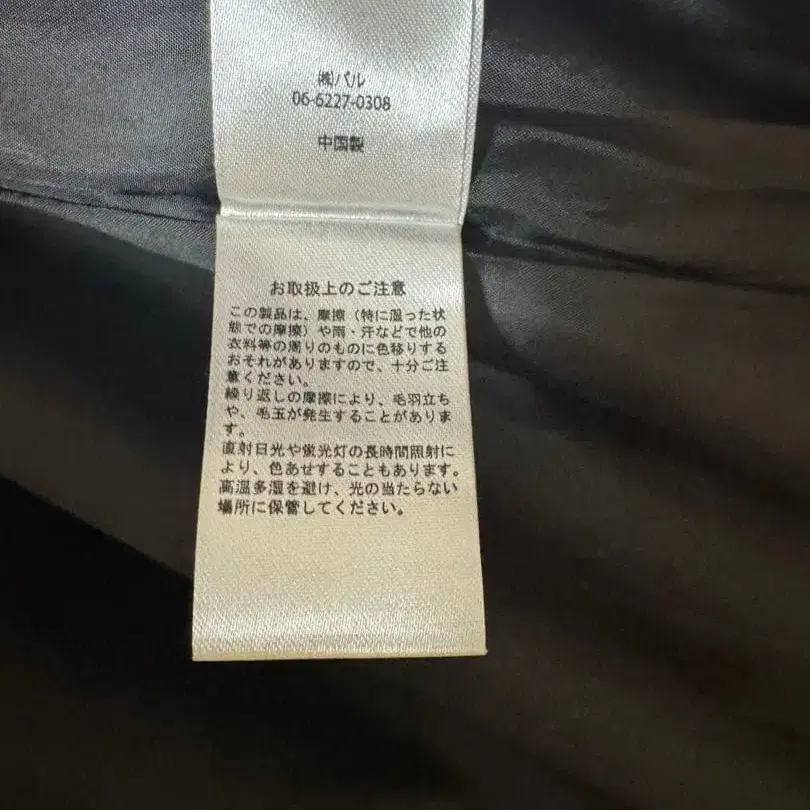 ㈱パル
06-6227-0308
中国製
お取扱上のご注意
この製品は、摩擦（特に湿った状
態での摩擦）や雨・汗などで他の
衣料等の周りのものに色移りする
おそれがありますので、十分ご注
意ください。
繰り返しの摩擦により、毛羽立ち
や、毛玉が発生することがありま
す。
直射日光や蛍光灯の長時間照射に
より、色あせすることもあります。
高温多湿を避け、光の当たらない
場所に保管してください。